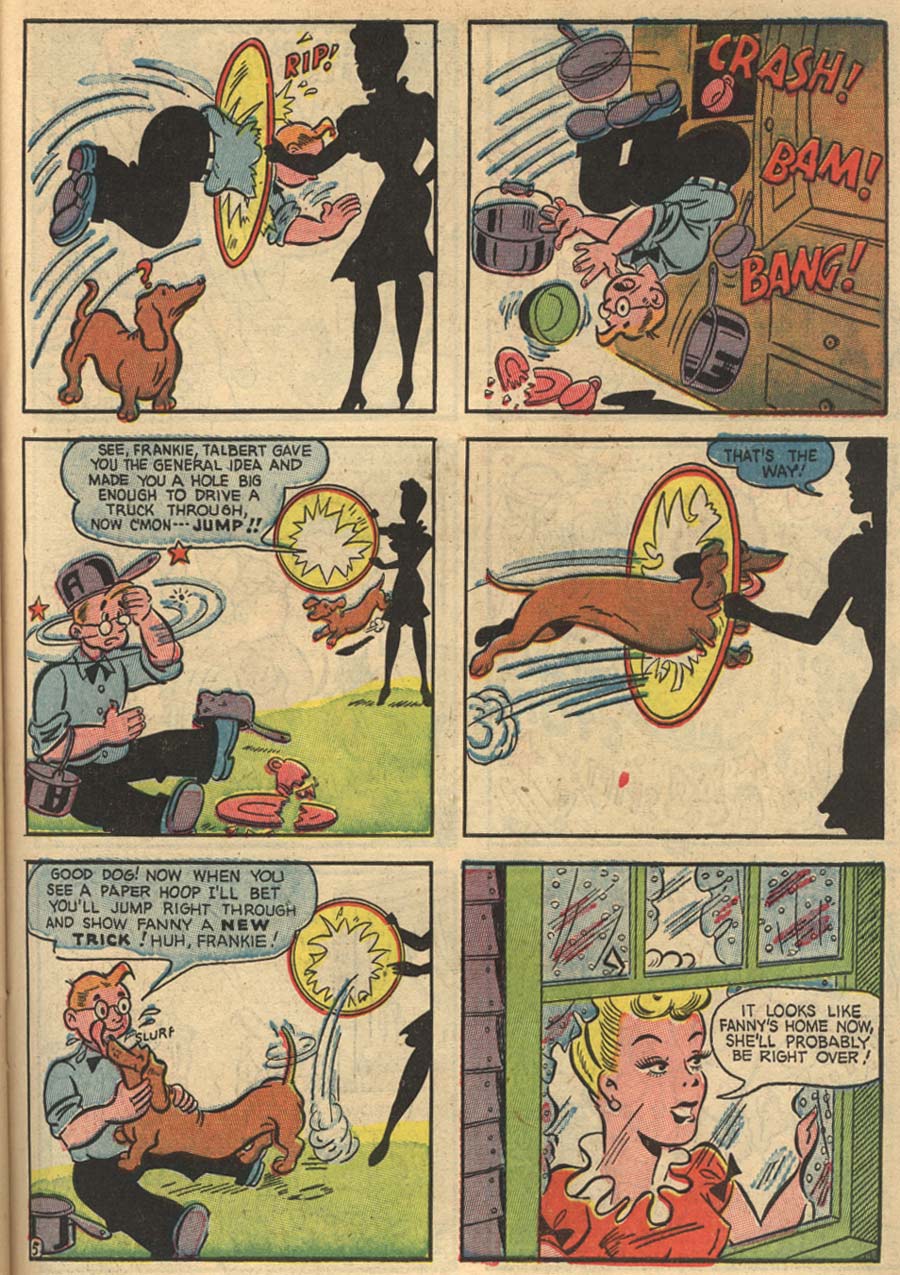 RIP!
?
CRASH!
BAM!
BANG!
SEE, FRANKIE, TALBERT GAVE
YOU THE GENERAL IDEA AND
MADE YOU A HOLE BIG
ENOUGH TO DRIVE A
TRUCK THROUGH,
NOW C'MON--- JUMP!!
THAT'S THE
WAY!
GOOD DOG! NOW WHEN YOU
SEE A PAPER HOOP I'LL BET
YOU'LL JUMP RIGHT THROUGH
AND SHOW FANNY A NEW
TRICK! HUH, FRANKIE!
SLURF
5
IT LOOKS LIKE
FANNY'S HOME NOW,
SHE'LL PROBABLY
BE RIGHT OVER!